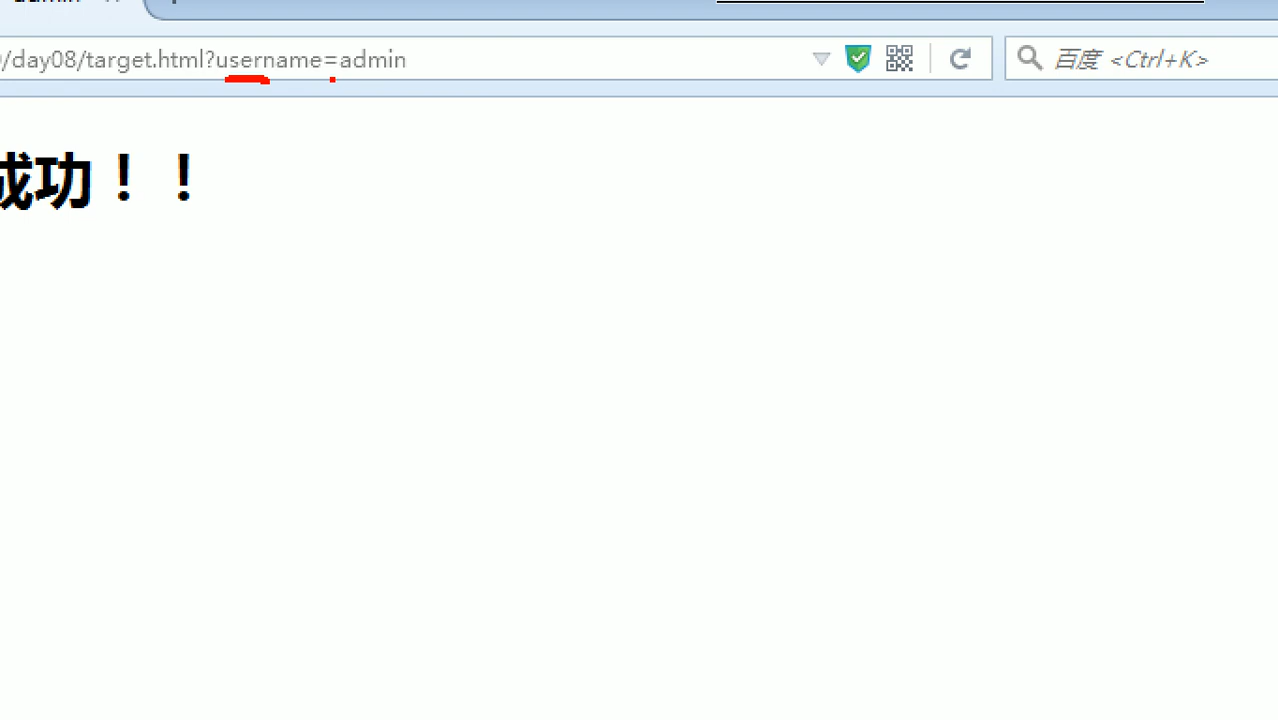 /day08/target.html?username=admin
百度 <Ctrl+K>
成功！！